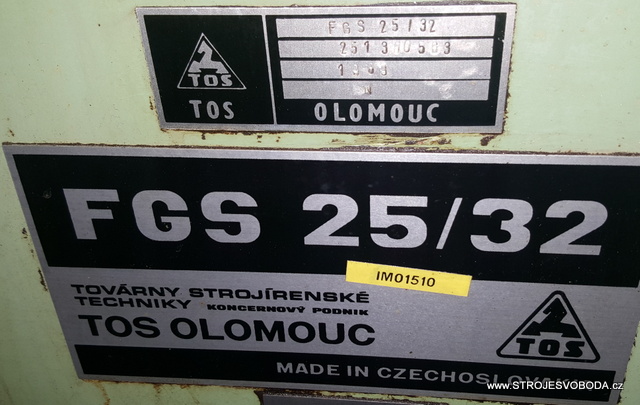 FGS 25/32
TOS
TOS
OLOMOUC
FGS 25/32
IM01510
TOVÁRNY STROJÍRENSKÉ
TECHNIKY KONCERNOVÝ PODNIK
TOS OLOMOUC
TOS
MADE IN CZECHOSLOVAKIA
www.STROJESVOBODA.cz